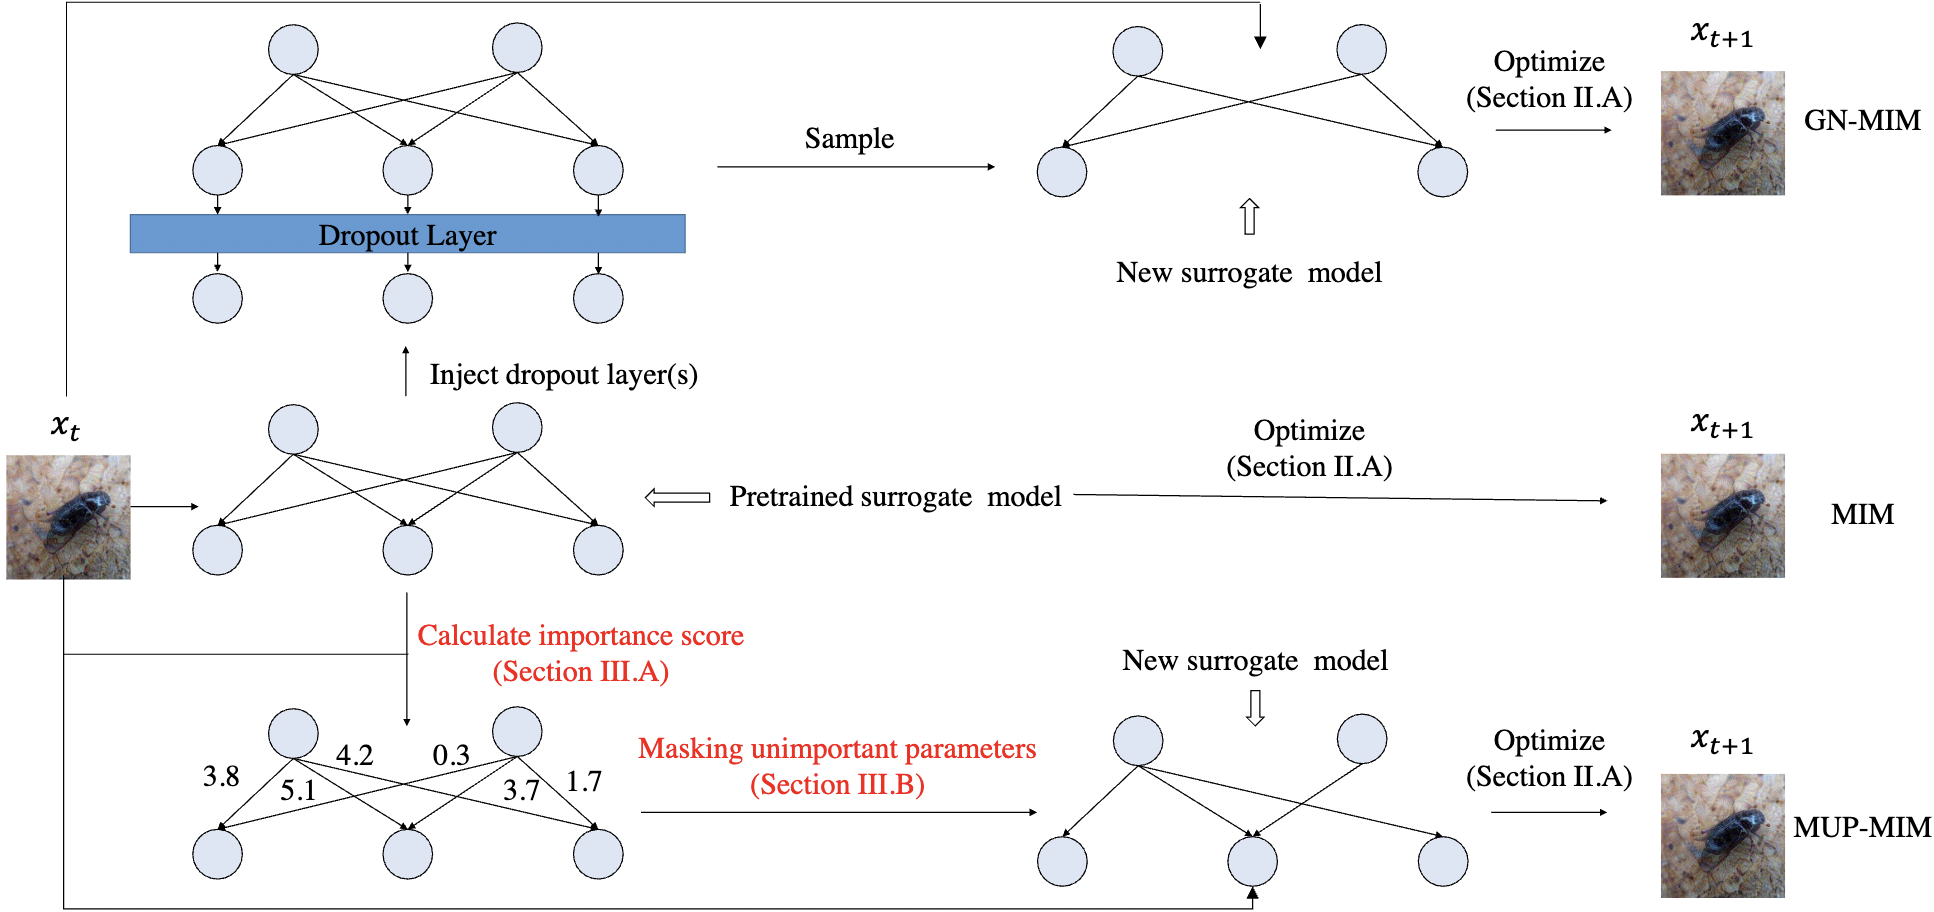 x_{t+1}
Optimize
(Section II.A)
GN-MIM
Sample
Dropout Layer
New surrogate model
Inject dropout layer(s)
x_t
Optimize
(Section II.A)
x_{t+1}
Pretrained surrogate model
MIM
Calculate importance score
(Section III.A)
New surrogate model
4.2
0.3
3.8
5.1
3.7
1.7
Masking unimportant parameters
(Section III.B)
Optimize
(Section II.A)
x_{t+1}
MUP-MIM